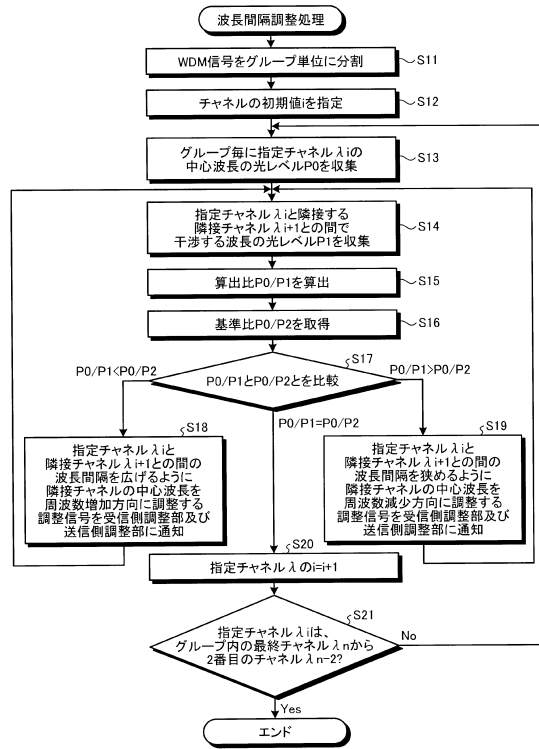 波長間隔調整処理
WDM信号をグループ単位に分割
S11
チャネルの初期値iを指定
S12
グループ毎に指定チャネルλiの
中心波長の光レベルP0を収集
S13
指定チャネルλiと隣接する
隣接チャネルλi+1との間で
干渉する波長の光レベルP1を収集
S14
算出比P0/P1を算出
S15
基準比P0/P2を取得
S16
S17
P0/P1とP0/P2とを比較
P0/P1<P0/P2
P0/P1>P0/P2
P0/P1=P0/P2
S18
指定チャネルλiと
隣接チャネルλi+1との間の
波長間隔を広げるように
隣接チャネルの中心波長を
周波数増加方向に調整する
調整信号を受信側調整部及び
送信側調整部に通知
S19
指定チャネルλiと
隣接チャネルλi+1との間の
波長間隔を狭めるように
隣接チャネルの中心波長を
周波数減少方向に調整する
調整信号を受信側調整部及び
送信側調整部に通知
S20
指定チャネルλのi=i+1
S21
指定チャネルλiは、
グループ内の最終チャネルλnから
2番目のチャネルλn-2?
No
Yes
エンド